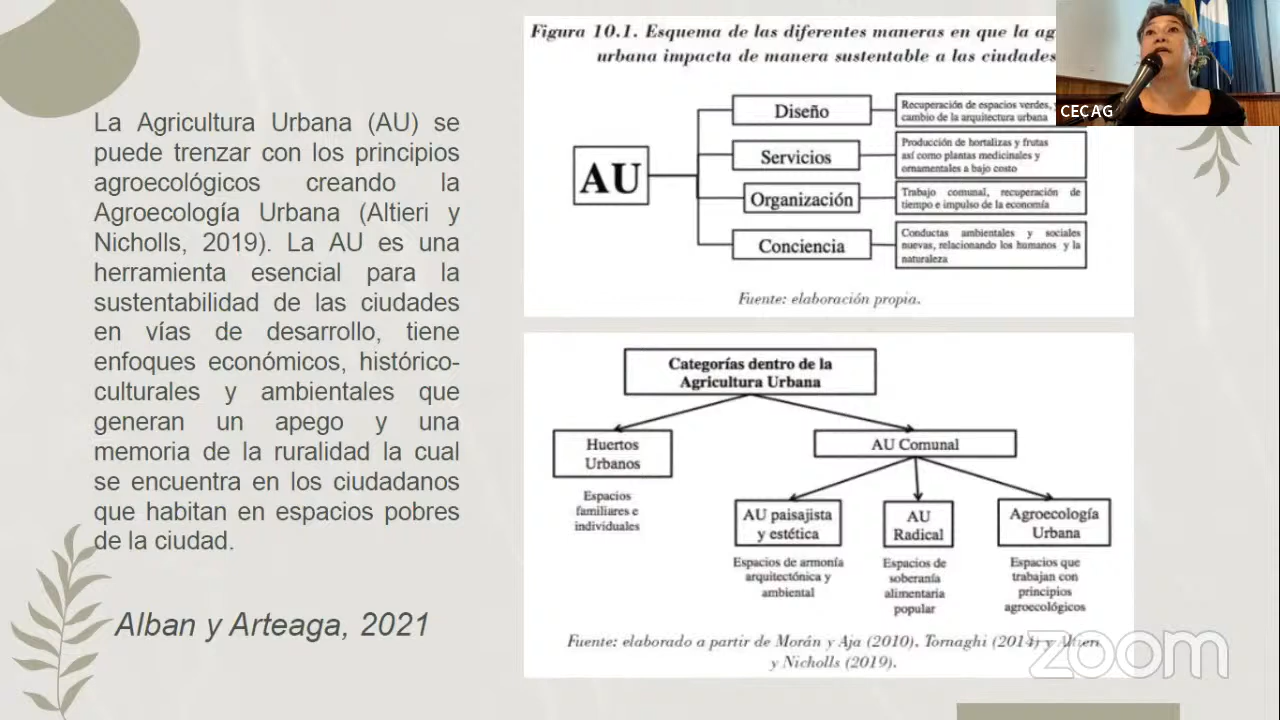 La Agricultura Urbana (AU) se
puede trenzar con los principios
agroecológicos creando la
Agroecología Urbana (Altieri y
Nicholls, 2019). La AU es una
herramienta esencial para la
sustentabilidad de las ciudades
en vías de desarrollo, tiene
enfoques económicos, histórico-
culturales y ambientales que
generan un apego y una
memoria de la ruralidad la cual
se encuentra en los ciudadanos
que habitan en espacios pobres
de la ciudad.
Alban y Arteaga, 2021
Figura 10.1. Esquema de las diferentes maneras en que la
urbana impacta de manera sustentable a las ciudades
AU
Diseño
Recuperación de espacios verdes,
cambio de la arquitectura urbana
Servicios
Producción de hortalizas y frutas
así como plantas medicinales y
ornamentales a bajo costo
Organización
Trabajo comunal, recuperación de
tiempo e impulso de la economía
Conciencia
Conductas ambientales y sociales
nuevas, relacionando los humanos y la
naturaleza
Fuente: elaboración propia.
Categorías dentro de la
Agricultura Urbana
Huertos
Urbanos
Espacios
familiares e
individuales
AU Comunal
AU paisajista
y estética
Espacios de armonía
arquitectónica y
ambiental
AU
Radical
Espacios de
soberanía
alimentaria
popular
Agroecología
Urbana
Espacios que
trabajan con
principios
agroecológicos
Fuente: elaborado a partir de Morán y Aja (2010), Tornaghi (2014) y Altieri
y Nicholls (2019).
CECAG
zoom